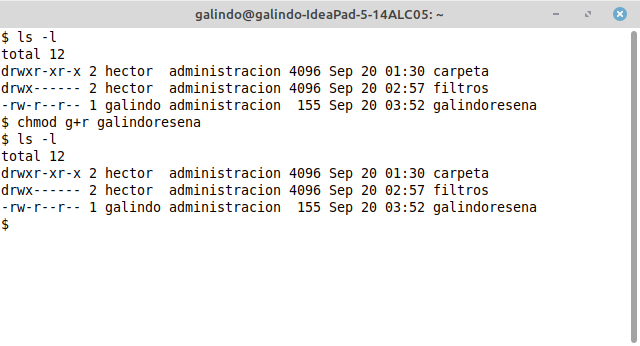 galindo@galindo-IdeaPad-5-14ALC05: ~
$ ls -l
total 12
drwxr-xr-x 2 hector  administracion 4096 Sep 20 01:30 carpeta
drwx------ 2 hector  administracion 4096 Sep 20 02:57 filtros
-rw-r--r-- 1 galindo administracion  155 Sep 20 03:52 galindoresena
$ chmod g+r galindoresena
$ ls -l
total 12
drwxr-xr-x 2 hector  administracion 4096 Sep 20 01:30 carpeta
drwx------ 2 hector  administracion 4096 Sep 20 02:57 filtros
-rw-r--r-- 1 galindo administracion  155 Sep 20 03:52 galindoresena
$